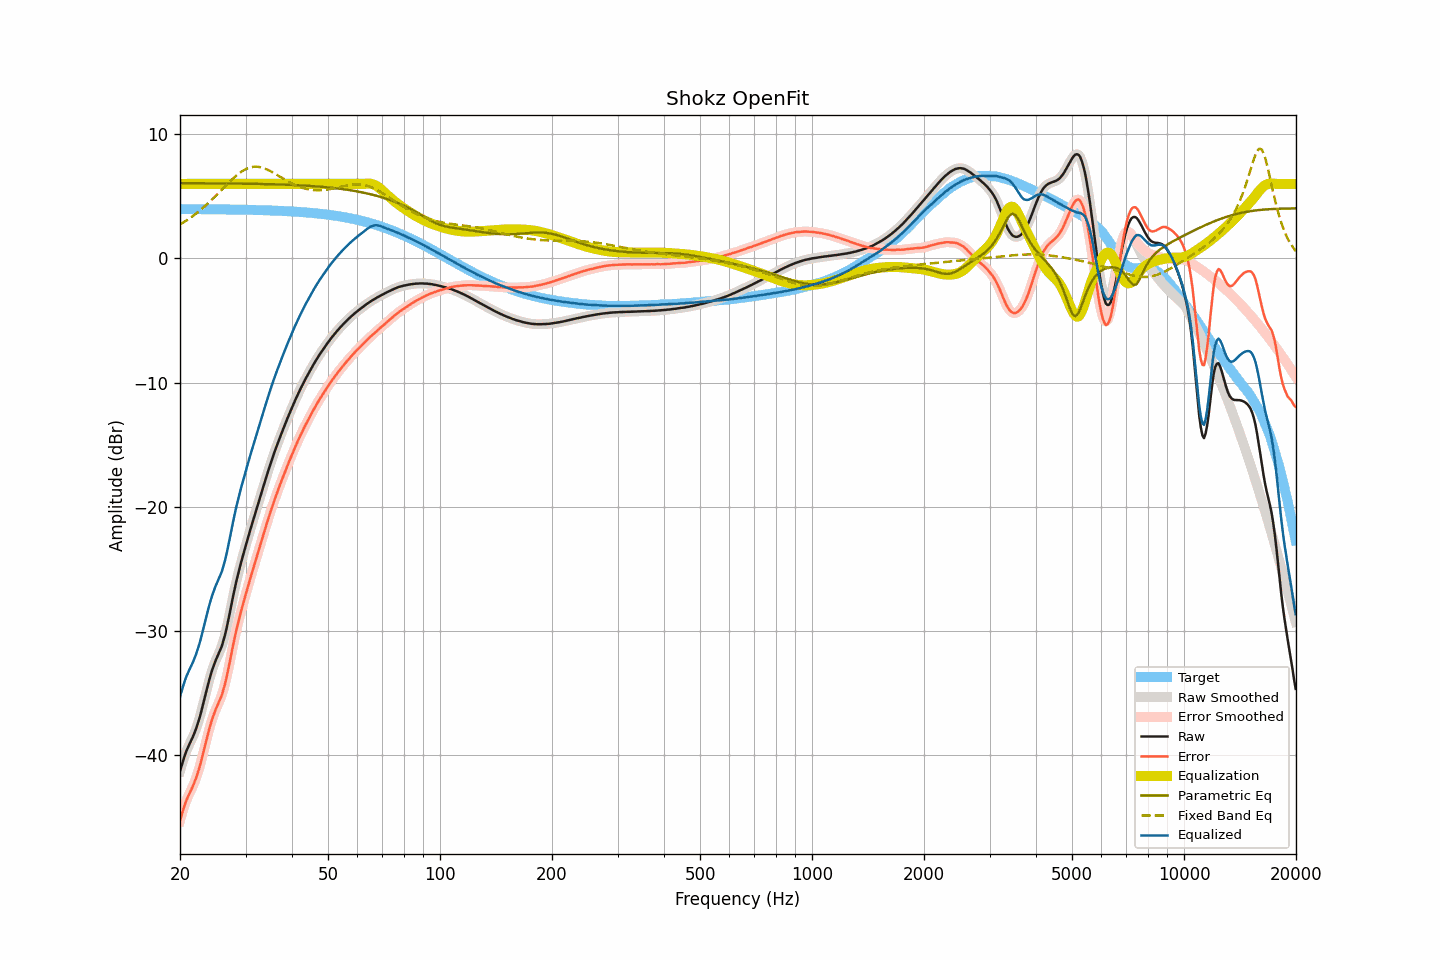 Shokz OpenFit
10
0
−10
−20
−30
−40
Amplitude (dBr)
20 50 100 200 500 1000 2000 5000 10000 20000
Frequency (Hz)
Target
Raw Smoothed
Error Smoothed
Raw
Error
Equalization
Parametric Eq
Fixed Band Eq
Equalized